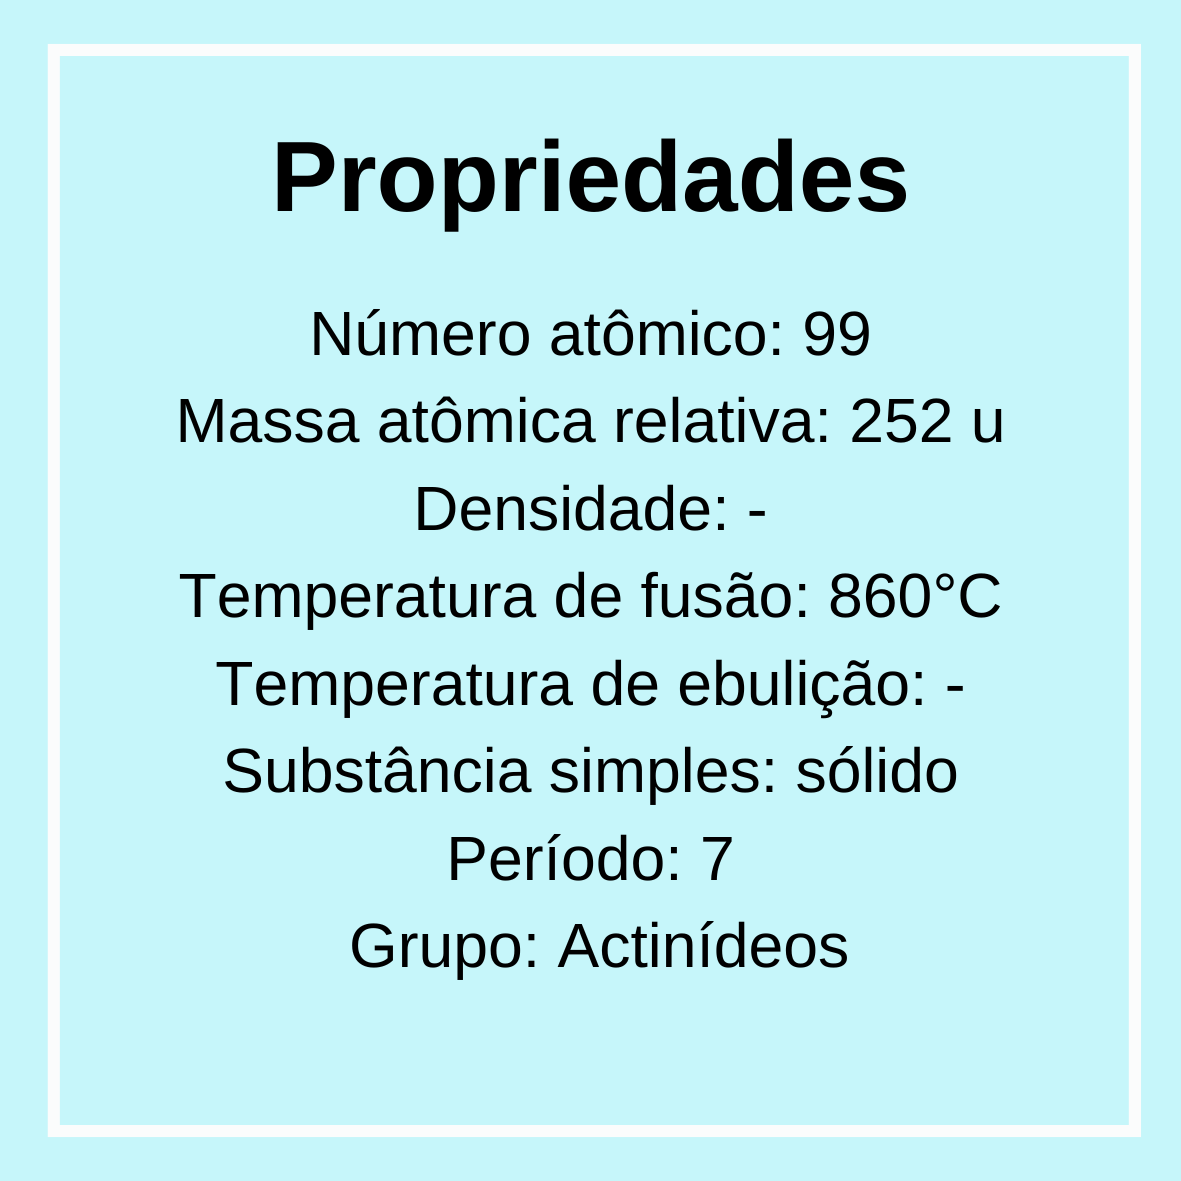 Propriedades
Número atômico: 99
Massa atômica relativa: 252 u
Densidade: -
Temperatura de fusão: 860°C
Temperatura de ebulição: -
Substância simples: sólido
Período: 7
Grupo: Actinídeos